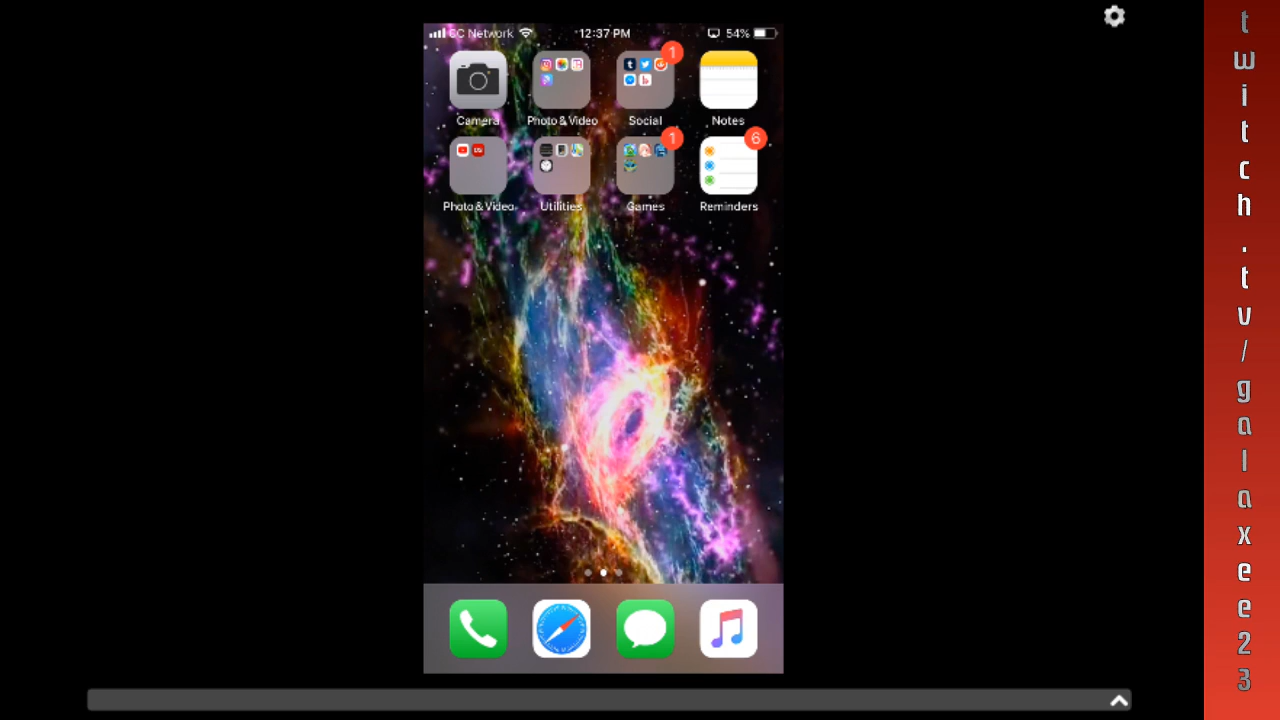 SC Network 12:37 PM 54%
1
Camera Photo & Video Social Notes
1 6
Photo & Video Utilities Games Reminders
twitch.tv/galaxee23